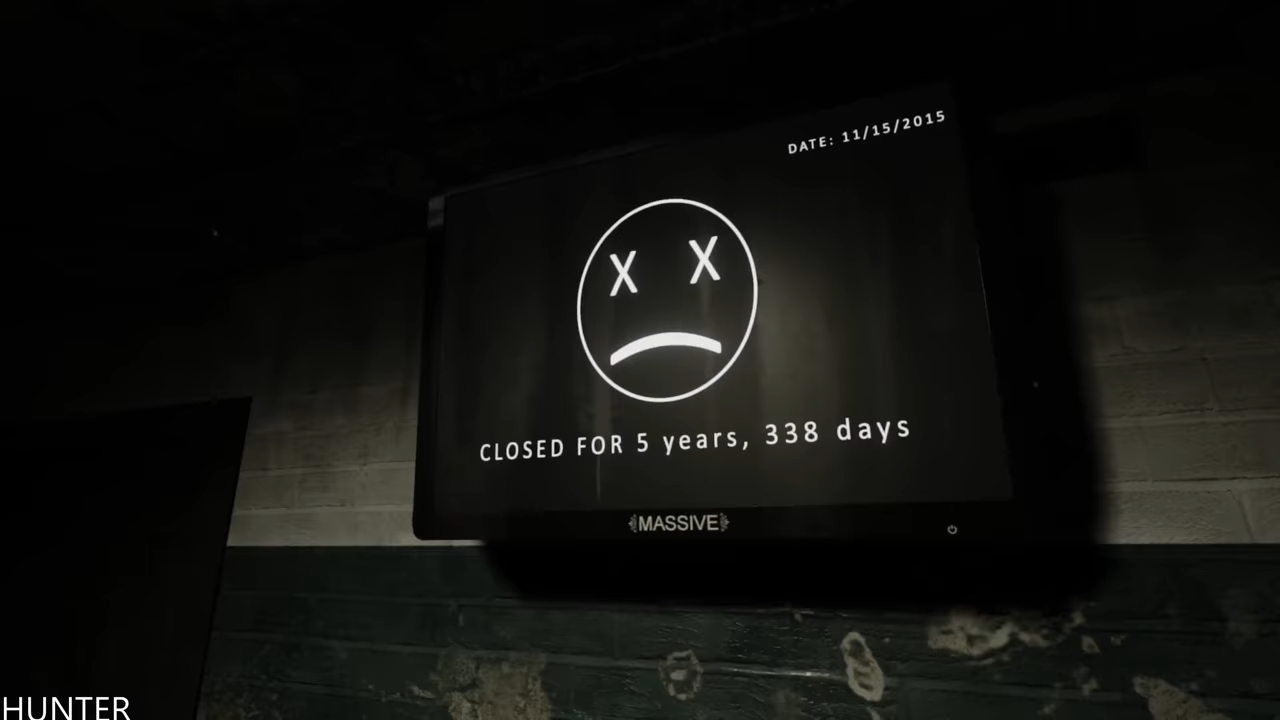 DATE: 11/15/2015
X X
CLOSED FOR 5 years, 338 days
MASSIVE
HUNTER